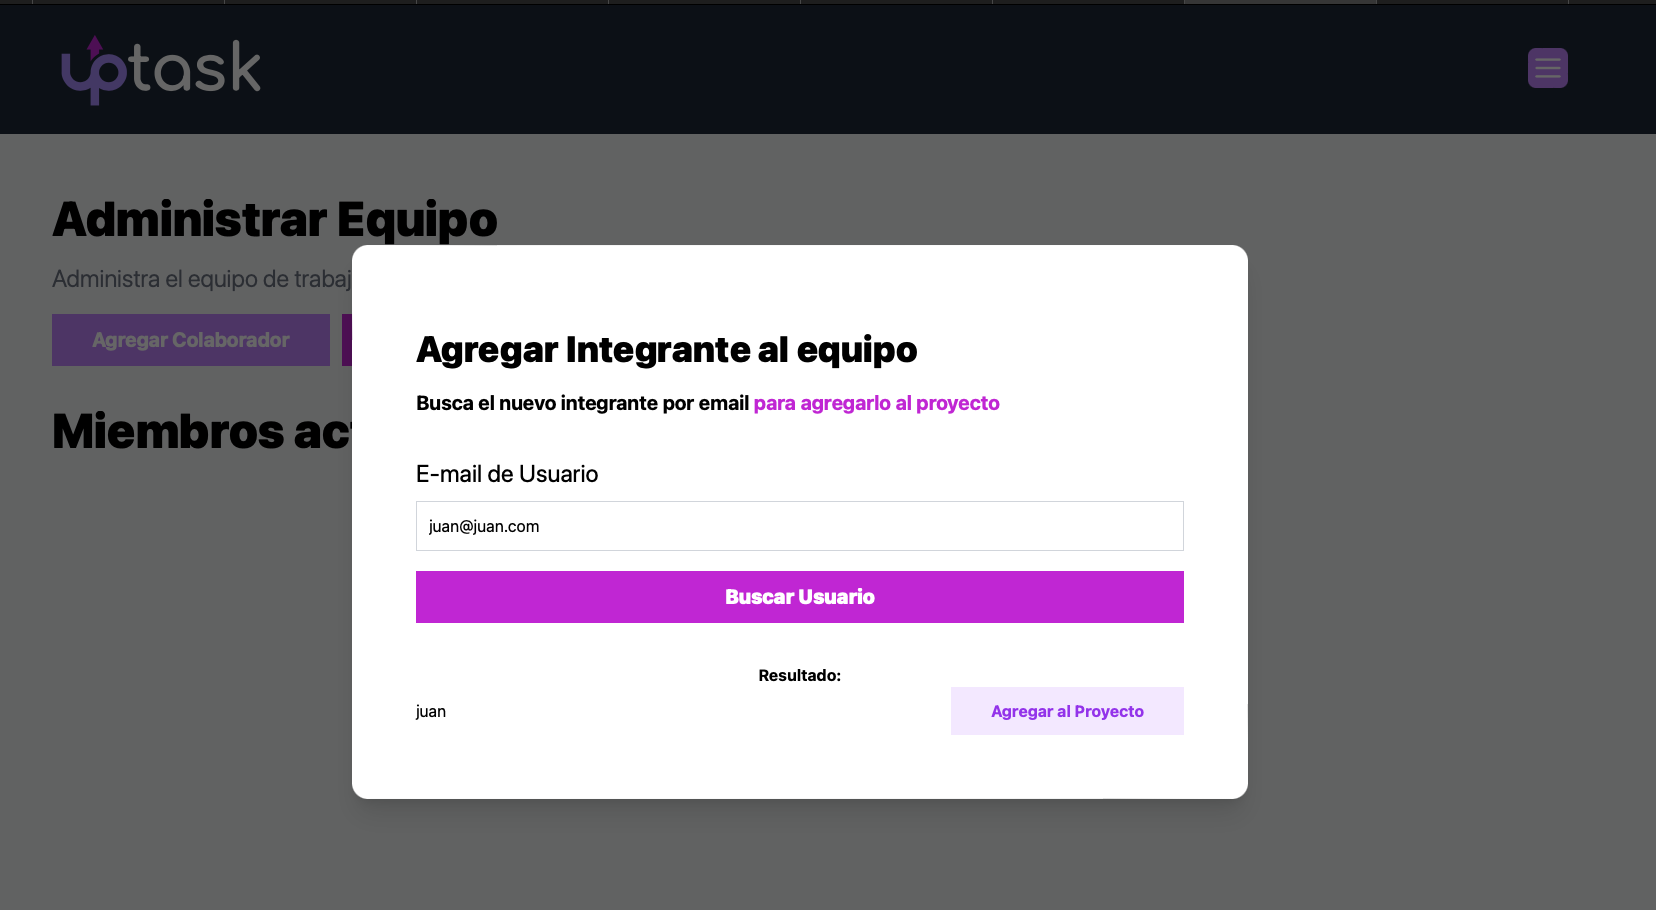 uptask
Administrar Equipo
Administra el equipo de trabaj
Agregar Colaborador
Miembros act
Agregar Integrante al equipo
Busca el nuevo integrante por email para agregarlo al proyecto
E-mail de Usuario
juan@juan.com
Buscar Usuario
Resultado:
juan
Agregar al Proyecto